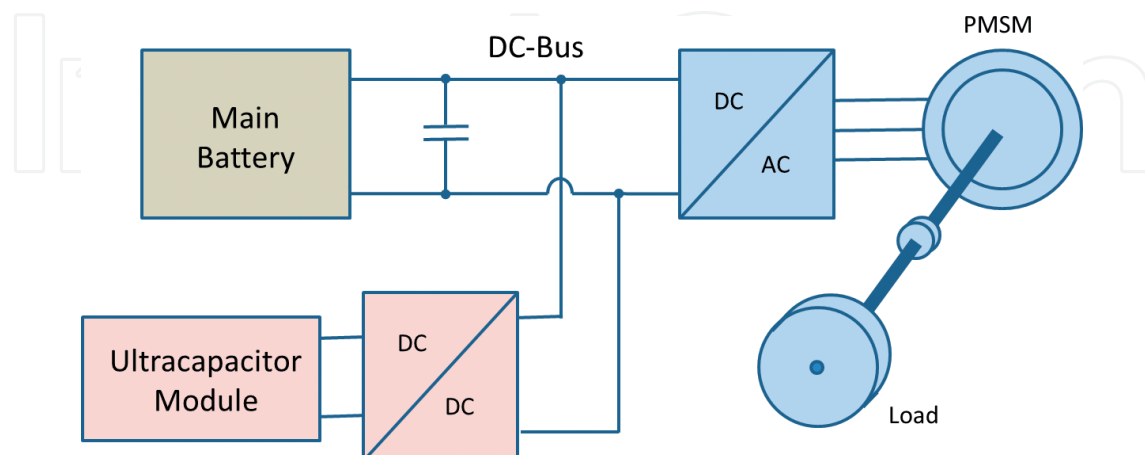 PMSM
DC-Bus
Main
Battery
DC
AC
Ultracapacitor
Module
DC
DC
Load